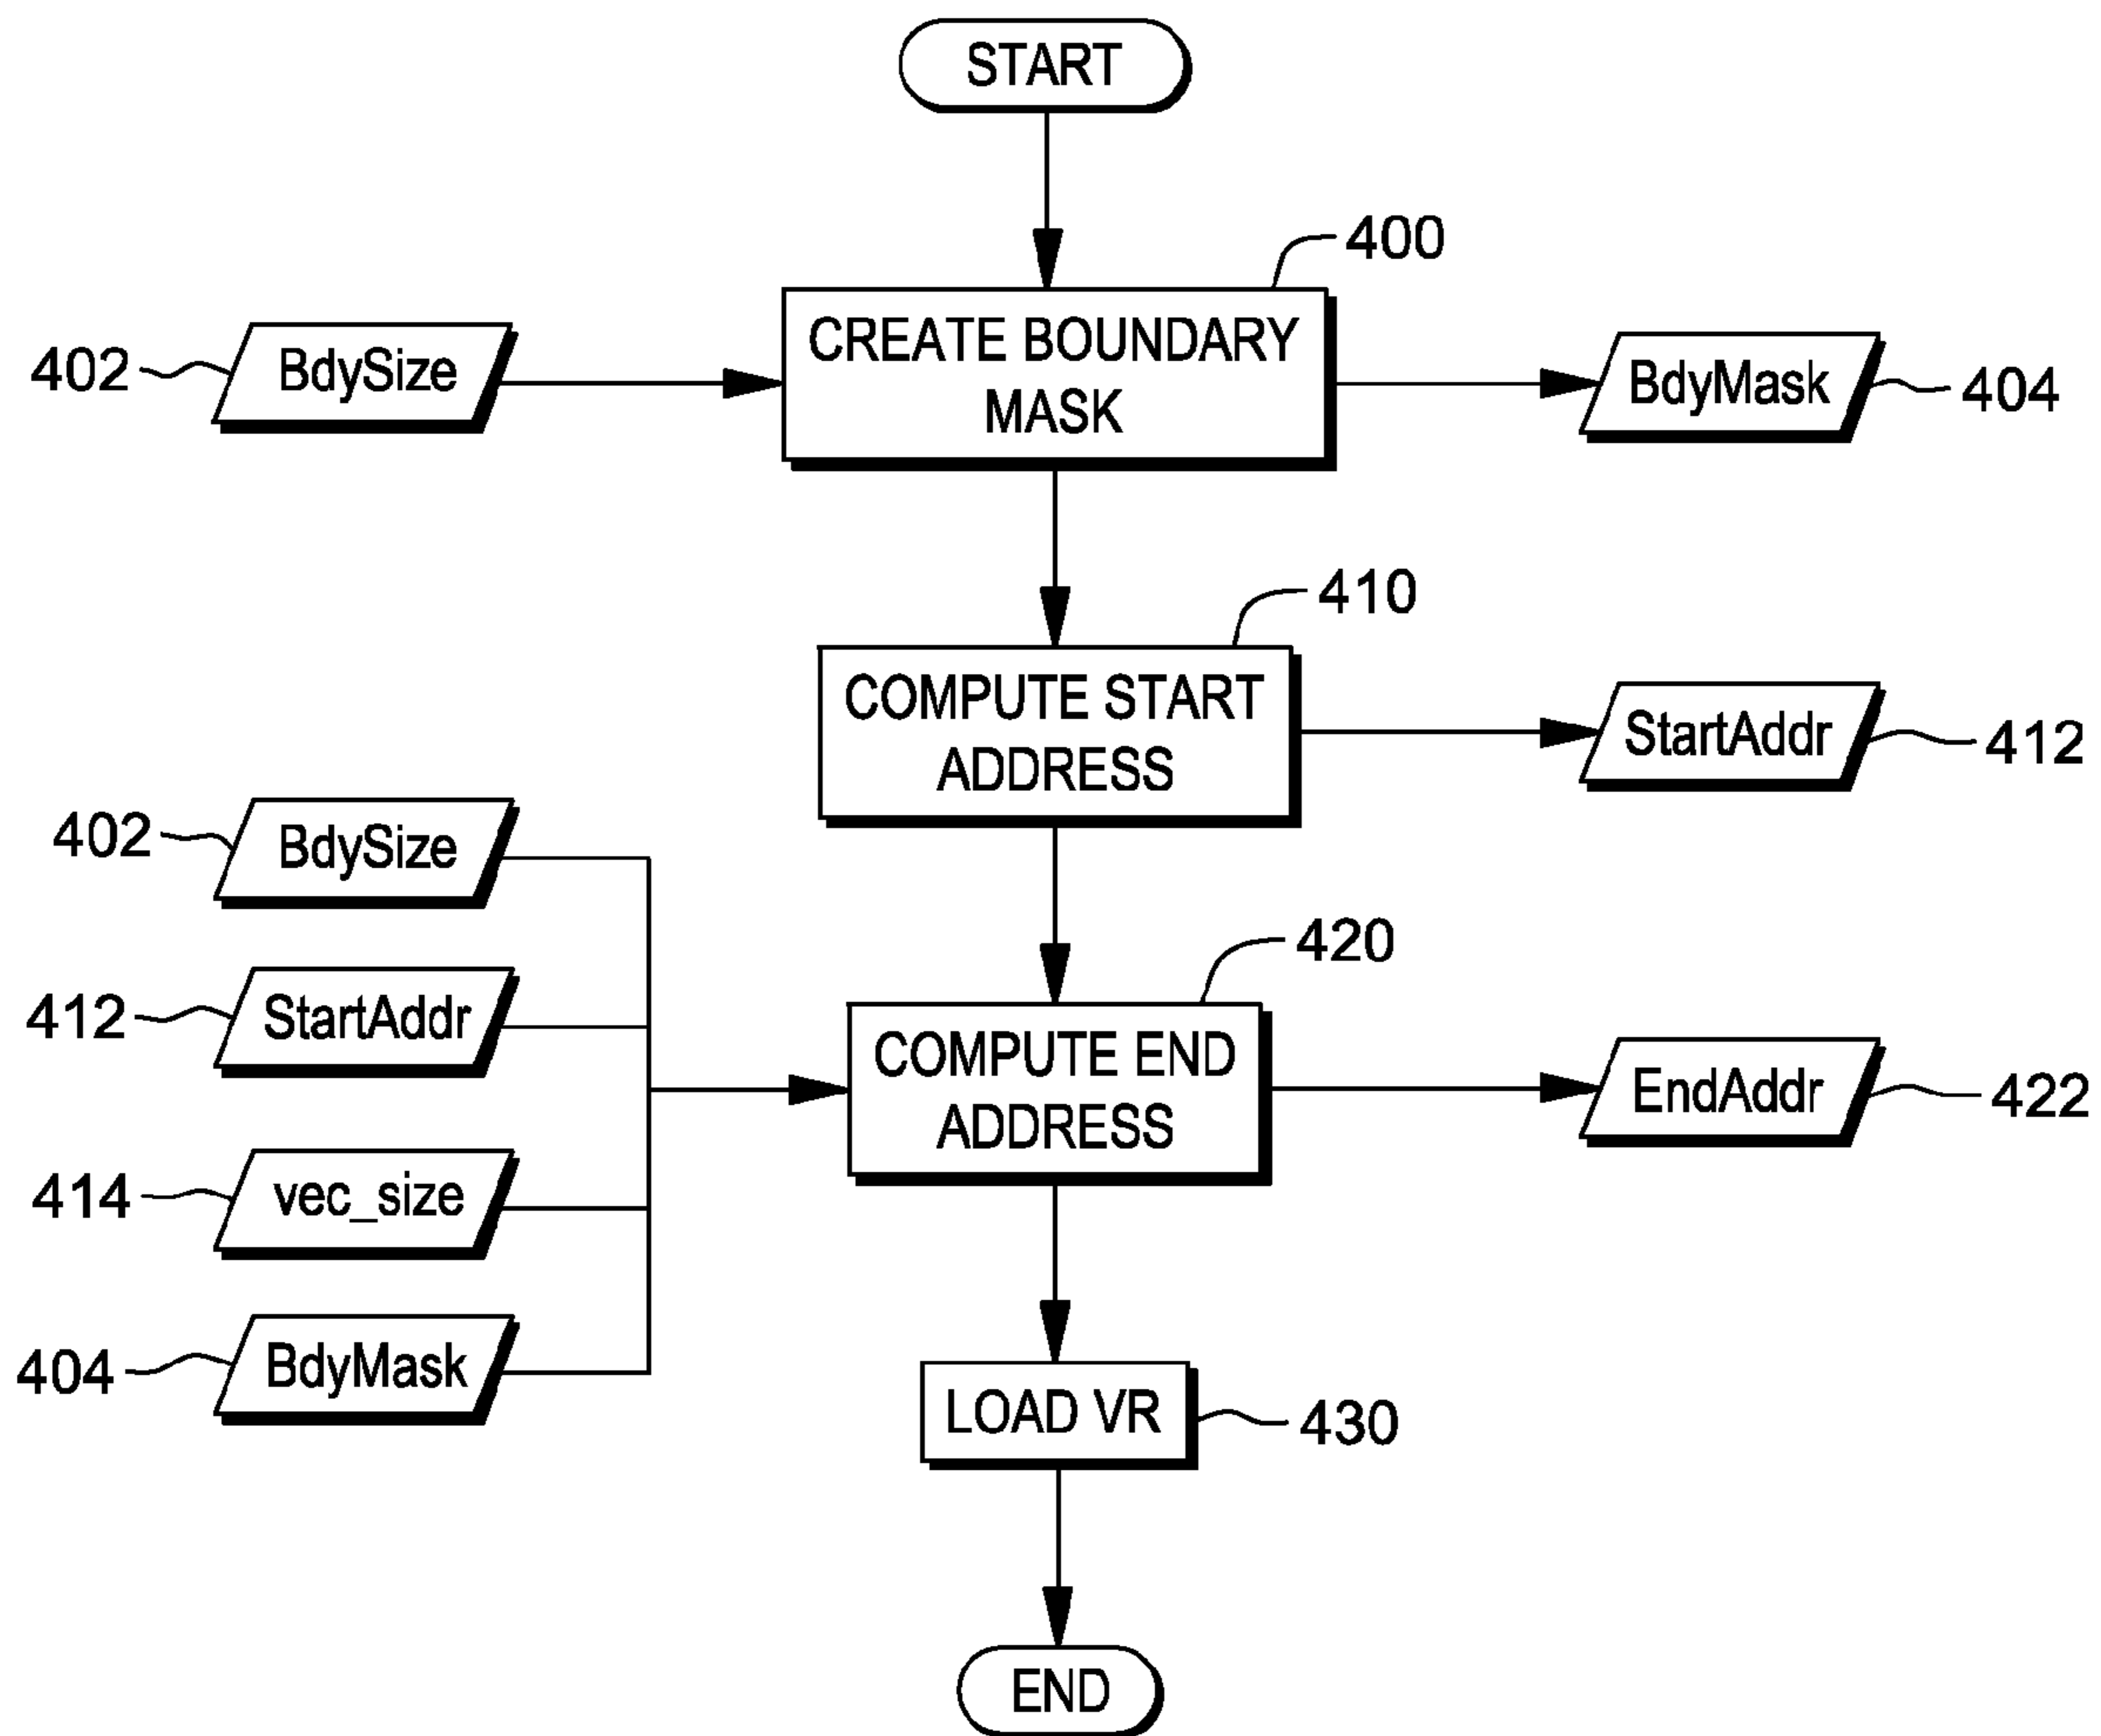 START
400
402
BdySize
CREATE BOUNDARY
MASK
BdyMask
404
410
COMPUTE START
ADDRESS
StartAddr
412
402
BdySize
420
412
StartAddr
COMPUTE END
ADDRESS
EndAddr
422
414
vec_size
404
BdyMask
LOAD VR
430
END